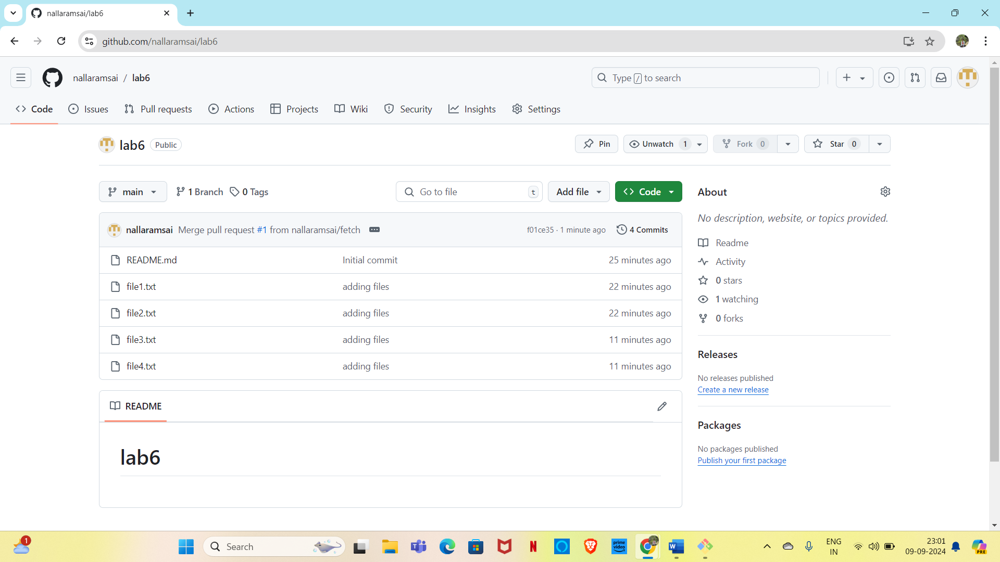 nallaramsai/lab6
github.com/nallaramsai/lab6
nallaramsai / lab6
Type / to search
Code Issues Pull requests Actions Projects Wiki Security Insights Settings
lab6 Public
Pin Unwatch 1 Fork 0 Star 0
main 1 Branch 0 Tags Go to file t Add file Code
nallaramsai Merge pull request #1 from nallaramsai/fetch f01ce35 · 1 minute ago 4 Commits
README.md Initial commit 25 minutes ago
file1.txt adding files 22 minutes ago
file2.txt adding files 22 minutes ago
file3.txt adding files 11 minutes ago
file4.txt adding files 11 minutes ago
README
lab6
About
No description, website, or topics provided.
Readme
Activity
0 stars
1 watching
0 forks
Releases
No releases published
Create a new release
Packages
No packages published
Publish your first package
1
Search
N
prime video
W
ENG
IN
23:01
09-09-2024
PRE